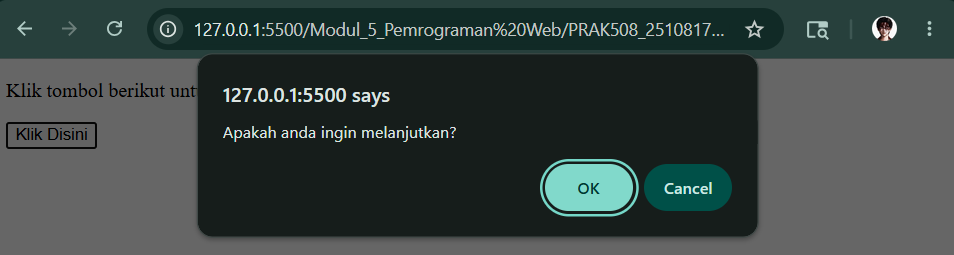 127.0.0.1:5500/Modul_5_Pemrograman%20Web/PRAK508_2510817...
Klik tombol berikut
127.0.0.1:5500 says
Apakah anda ingin melanjutkan?
Klik Disini
OK
Cancel